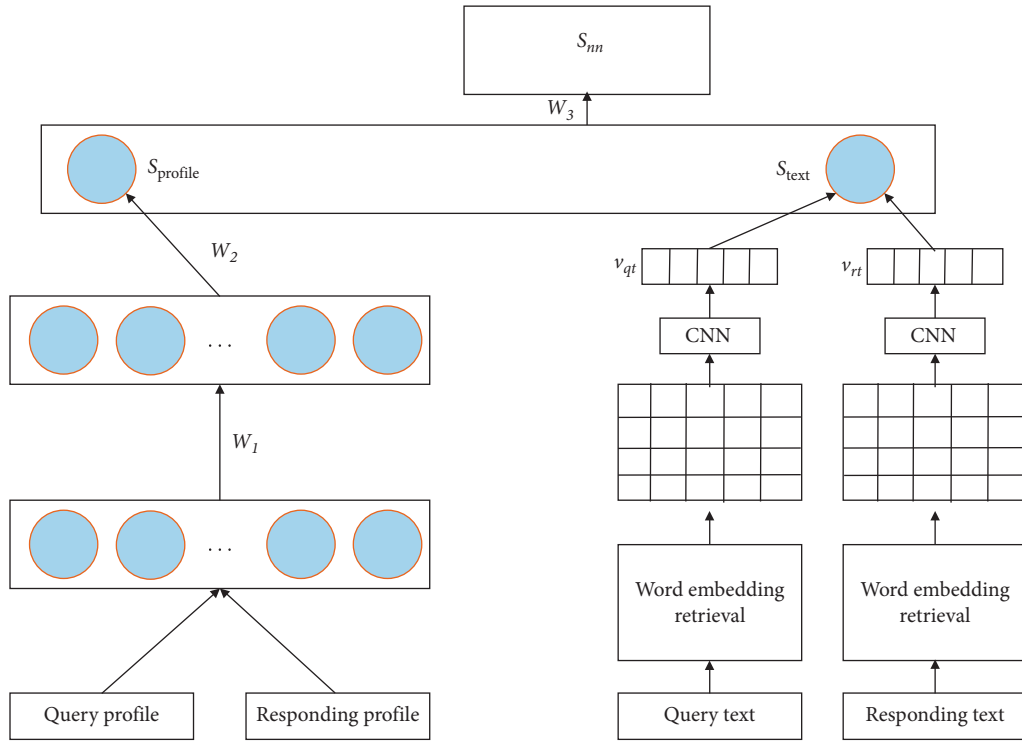 S_nn
W_3
S_profile
S_text
W_2
v_qt
v_rt
CNN
CNN
. . .
W_1
. . .
Word embedding
retrieval
Word embedding
retrieval
Query profile
Responding profile
Query text
Responding text